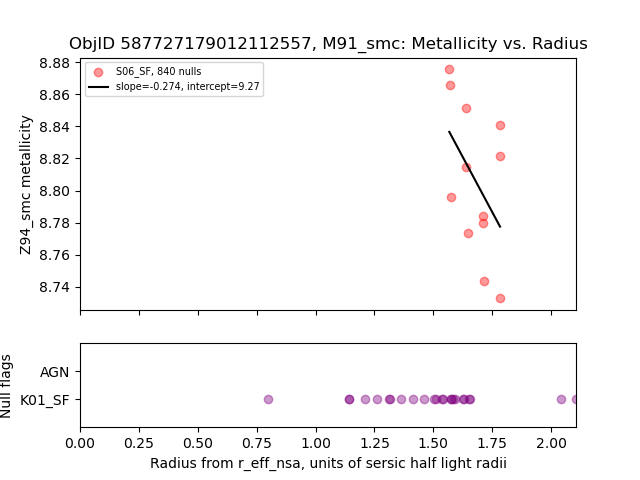 ObjID 587727179012112557, M91_smc: Metallicity vs. Radius
8.88
8.86
8.84
8.82
8.80
8.78
8.76
8.74
Z94_smc metallicity
S06_SF, 840 nulls
slope=-0.274, intercept=9.27
Null flags
AGN
K01_SF
0.00 0.25 0.50 0.75 1.00 1.25 1.50 1.75 2.00
Radius from r_eff_nsa, units of sersic half light radii